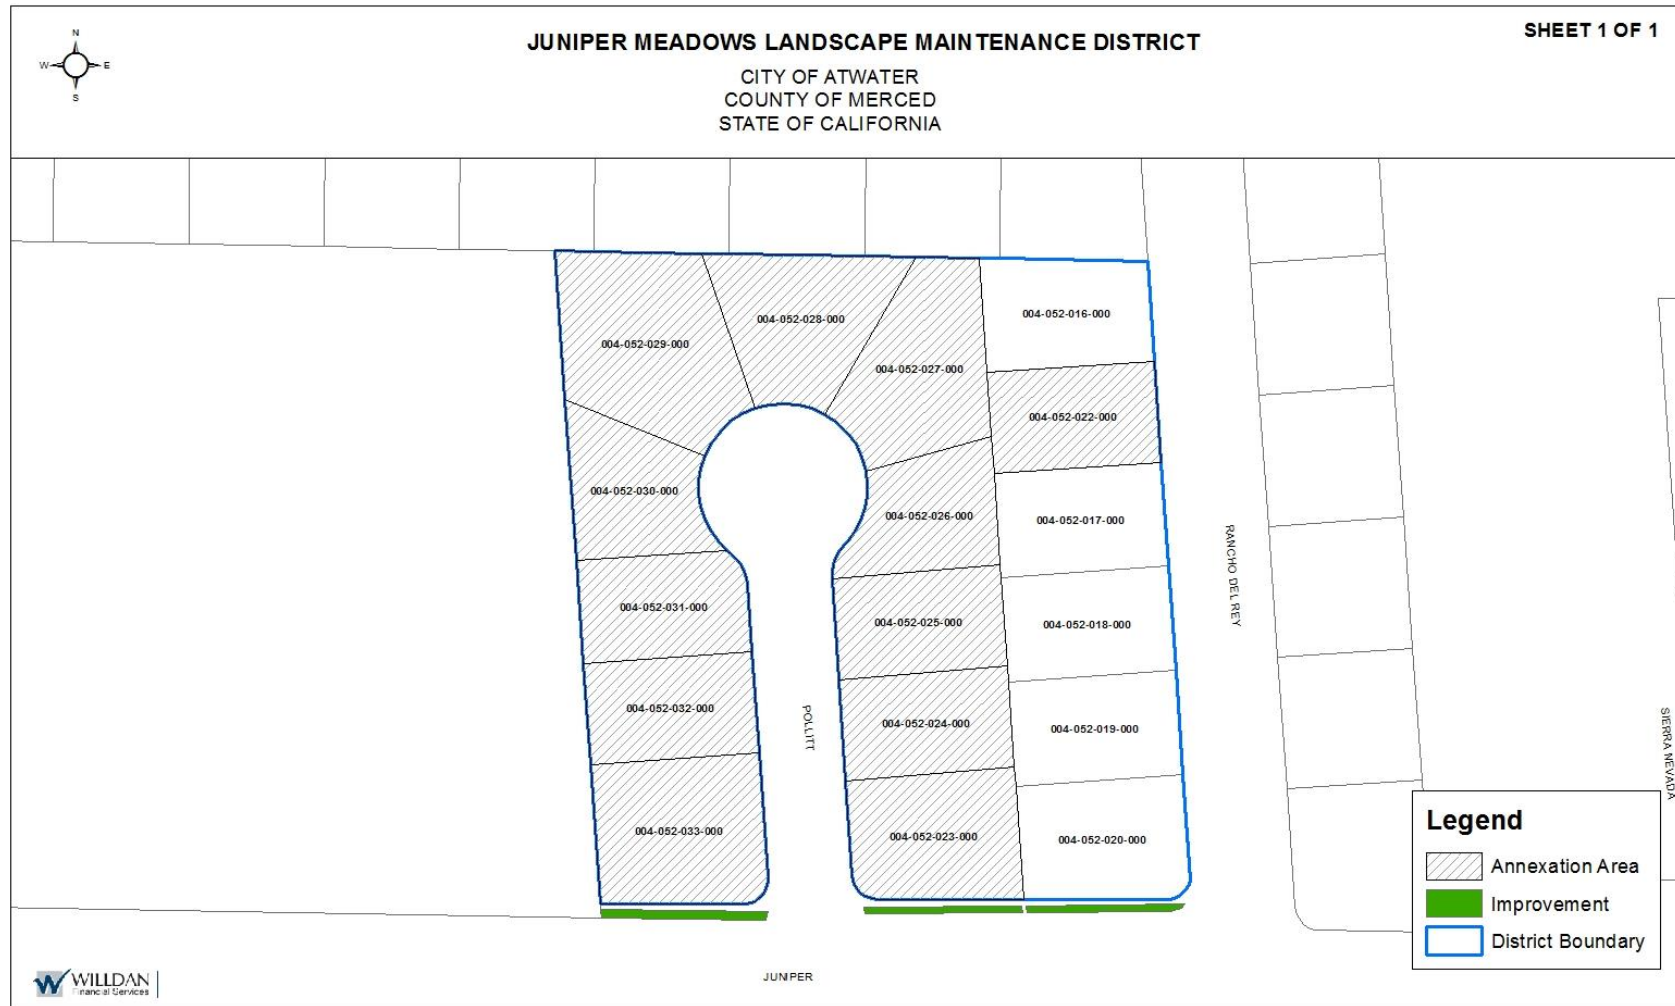 SHEET 1 OF 1
JUNIPER MEADOWS LANDSCAPE MAINTENANCE DISTRICT
CITY OF ATWATER
COUNTY OF MERCED
STATE OF CALIFORNIA
N
W
E
S
004-052-016-000
004-052-028-000
004-052-029-000
004-052-027-000
004-052-022-000
004-052-030-000
004-052-026-000
004-052-017-000
RANCHO DEL REY
004-052-031-000
004-052-025-000
004-052-018-000
004-052-032-000
POLLITT
004-052-024-000
004-052-019-000
SIERRA NEVADA
004-052-033-000
004-052-023-000
004-052-020-000
Legend
Annexation Area
Improvement
District Boundary
WILLDAN
Financial Services
JUNIPER